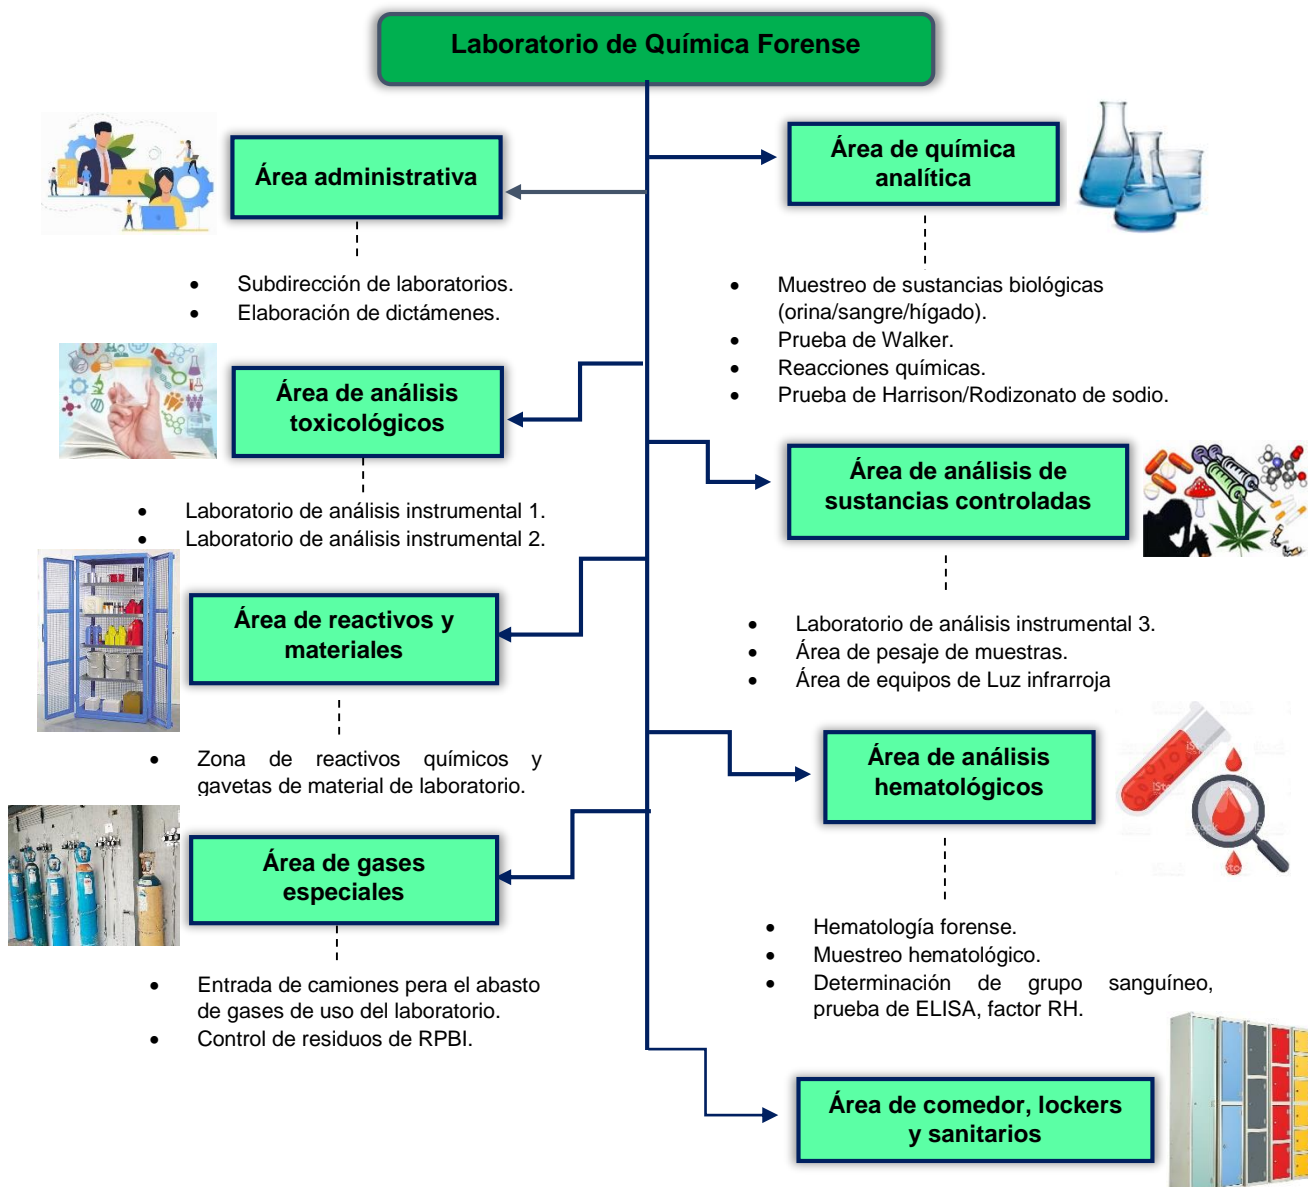 Laboratorio de Química Forense
Área administrativa
• Subdirección de laboratorios.
• Elaboración de dictámenes.
Área de química
analítica
• Muestreo de sustancias biológicas
(orina/sangre/hígado).
• Prueba de Walker.
• Reacciones químicas.
• Prueba de Harrison/Rodizonato de sodio.
Área de análisis
toxicológicos
• Laboratorio de análisis instrumental 1.
• Laboratorio de análisis instrumental 2.
Área de análisis de
sustancias controladas
• Laboratorio de análisis instrumental 3.
• Área de pesaje de muestras.
• Área de equipos de Luz infrarroja
Área de reactivos y
materiales
• Zona de reactivos químicos y
gavetas de material de laboratorio.
Área de análisis
hematológicos
• Hematología forense.
• Muestreo hematológico.
• Determinación de grupo sanguíneo,
prueba de ELISA, factor RH.
Área de gases
especiales
• Entrada de camiones pera el abasto
de gases de uso del laboratorio.
• Control de residuos de RPBI.
Área de comedor, lockers
y sanitarios